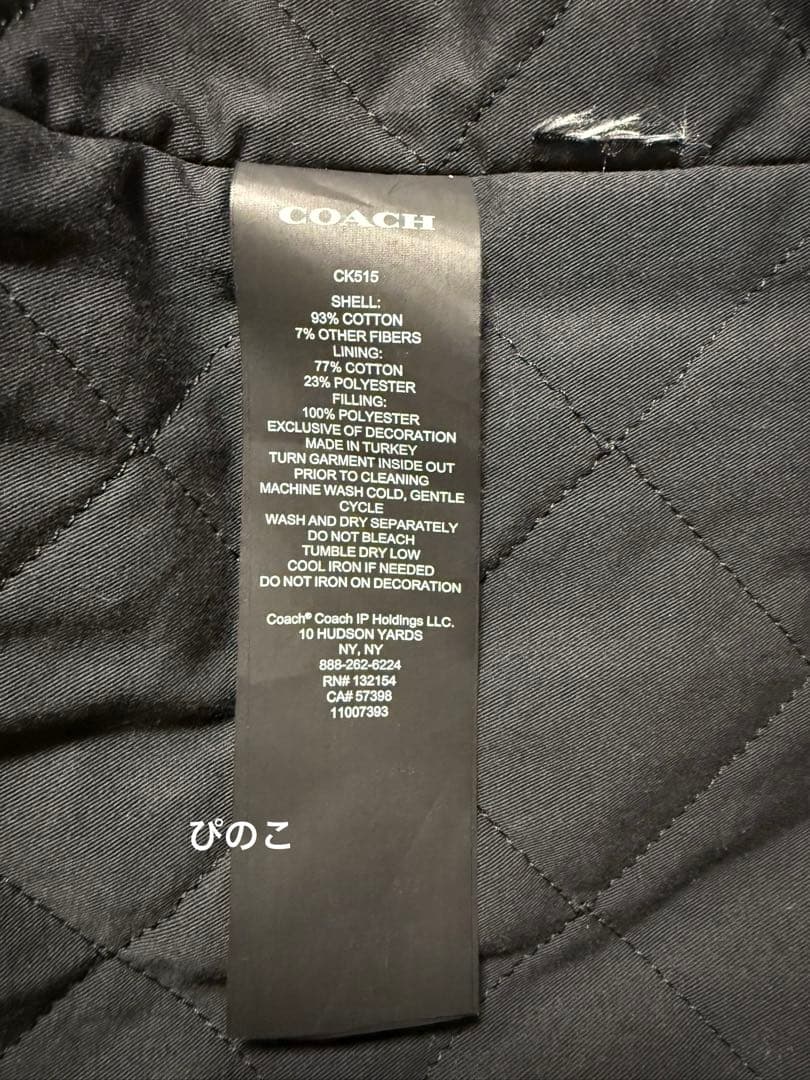 COACH
CK515
SHELL:
93% COTTON
7% OTHER FIBERS
LINING:
77% COTTON
23% POLYESTER
FILLING:
100% POLYESTER
EXCLUSIVE OF DECORATION
MADE IN TURKEY
TURN GARMENT INSIDE OUT
PRIOR TO CLEANING
MACHINE WASH COLD, GENTLE
CYCLE
WASH AND DRY SEPARATELY
DO NOT BLEACH
TUMBLE DRY LOW
COOL IRON IF NEEDED
DO NOT IRON ON DECORATION
Coach® Coach IP Holdings LLC.
10 HUDSON YARDS
NY, NY
888-262-6224
RN# 132154
CA# 57398
11007393
ぴのこ